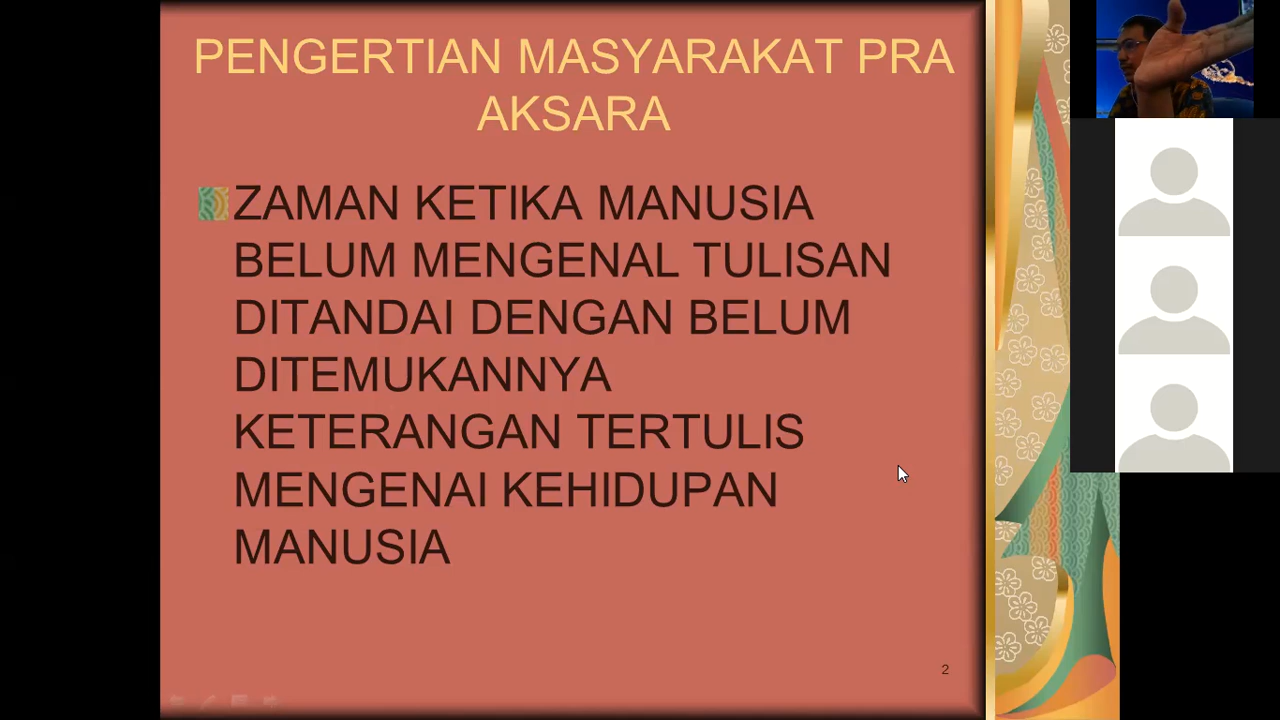 PENGERTIAN MASYARAKAT PRA
AKSARA
ZAMAN KETIKA MANUSIA
BELUM MENGENAL TULISAN
DITANDAI DENGAN BELUM
DITEMUKANNYA
KETERANGAN TERTULIS
MENGENAI KEHIDUPAN
MANUSIA
2